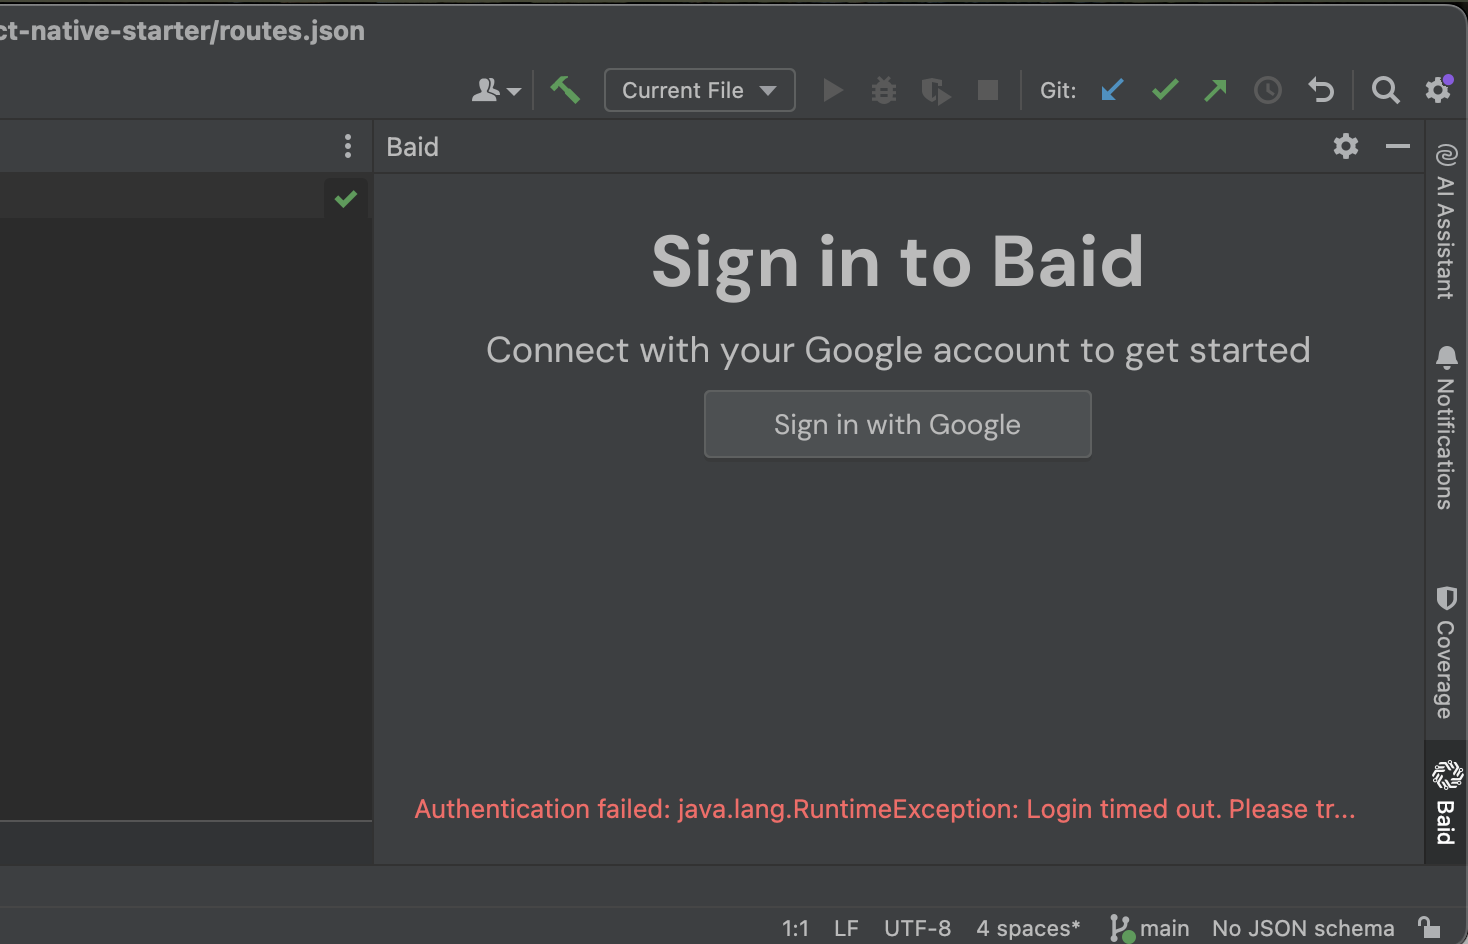 ct-native-starter/routes.json
Current File
Git:
Baid
Sign in to Baid
Connect with your Google account to get started
Sign in with Google
Authentication failed: java.lang.RuntimeException: Login timed out. Please tr...
AI Assistant
Notifications
Coverage
Baid
1:1 LF UTF-8 4 spaces* main No JSON schema